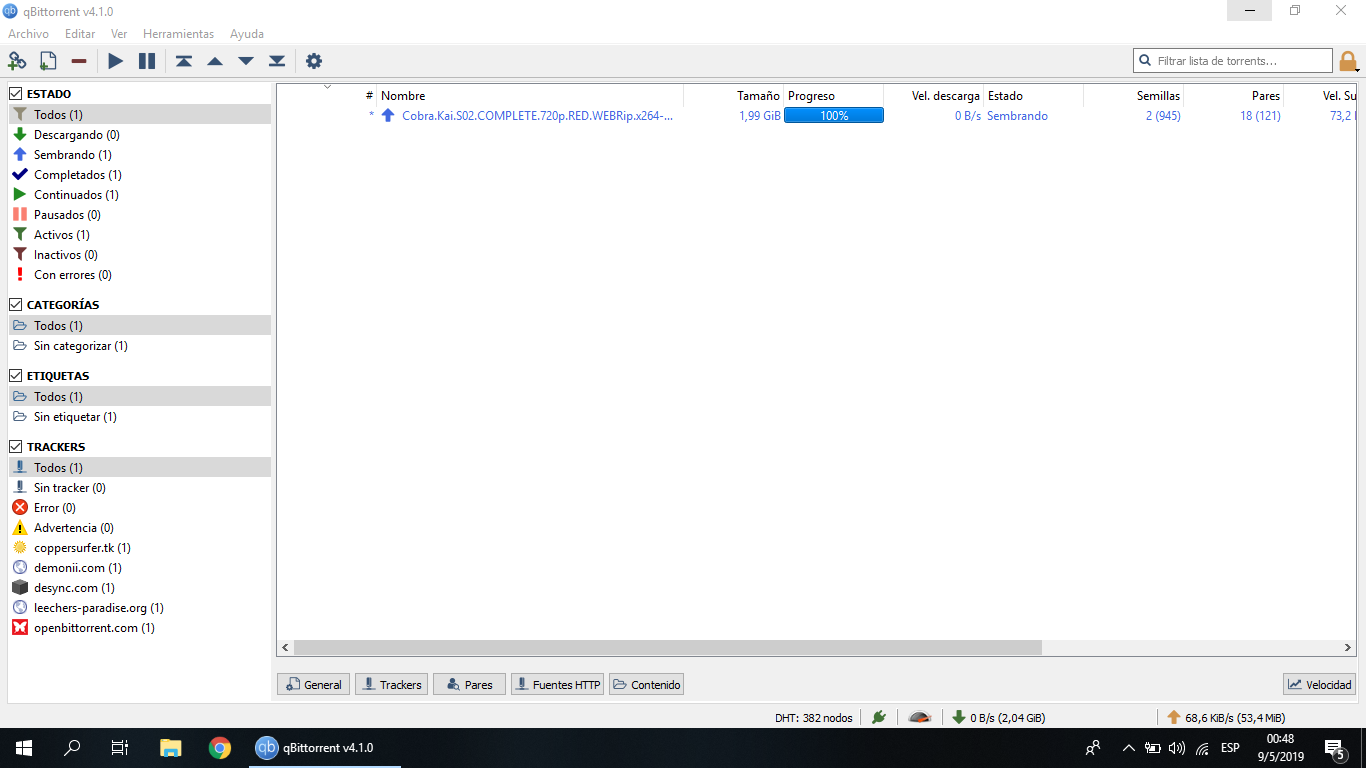 qBittorrent v4.1.0
Archivo Editar Ver Herramientas Ayuda
Filtrar lista de torrents...
ESTADO
Todos (1)
Descargando (0)
Sembrando (1)
Completados (1)
Continuados (1)
Pausados (0)
Activos (1)
Inactivos (0)
Con errores (0)
CATEGORÍAS
Todos (1)
Sin categorizar (1)
ETIQUETAS
Todos (1)
Sin etiquetar (1)
TRACKERS
Todos (1)
Sin tracker (0)
Error (0)
Advertencia (0)
coppersurfer.tk (1)
demonii.com (1)
desync.com (1)
leechers-paradise.org (1)
openbittorrent.com (1)
# Nombre Tamaño Progreso Vel. descarga Estado Semillas Pares Vel. Su
* Cobra.Kai.S02.COMPLETE.720p.RED.WEBRip.x264-... 1,99 GiB 100% 0 B/s Sembrando 2 (945) 18 (121) 73,2
General Trackers Pares Fuentes HTTP Contenido Velocidad
DHT: 382 nodos 0 B/s (2,04 GiB) 68,6 KiB/s (53,4 MiB)
qb qBittorrent v4.1.0 ESP 00:48
9/5/2019 5